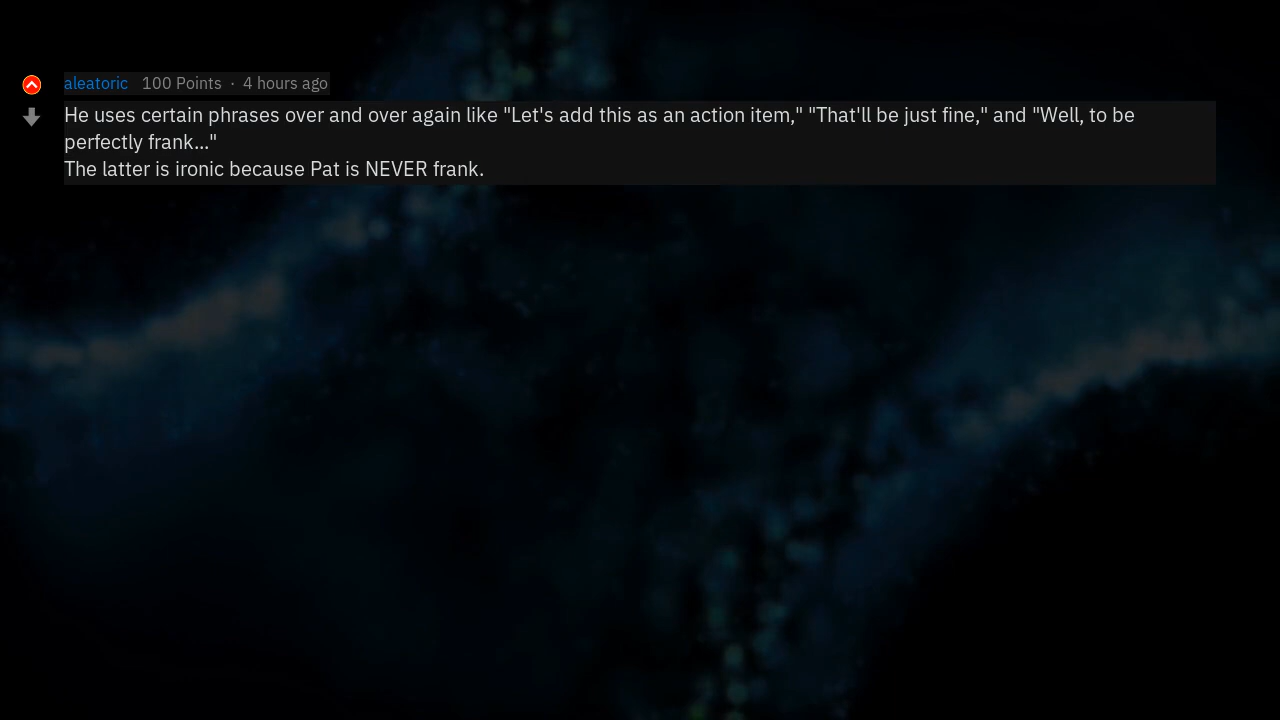 aleatoric 100 Points · 4 hours ago
He uses certain phrases over and over again like "Let's add this as an action item," "That'll be just fine," and "Well, to be
perfectly frank..."
The latter is ironic because Pat is NEVER frank.